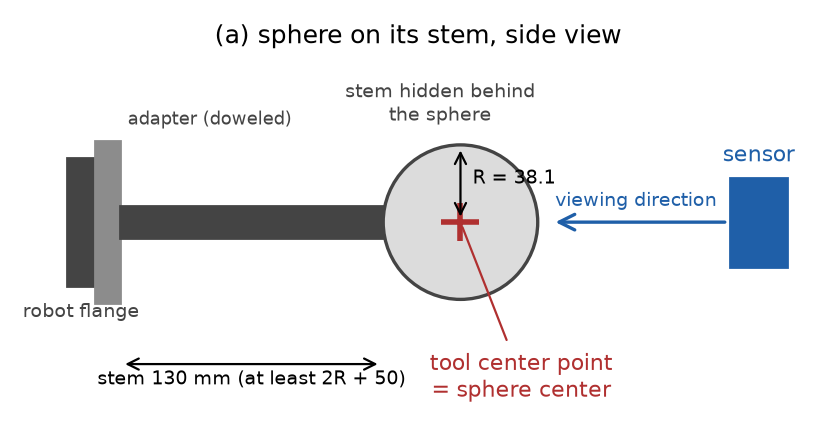 (a) sphere on its stem, side view
stem hidden behind
the sphere
adapter (doweled)
sensor
R = 38.1
viewing direction
robot flange
tool center point
= sphere center
stem 130 mm (at least 2R + 50)